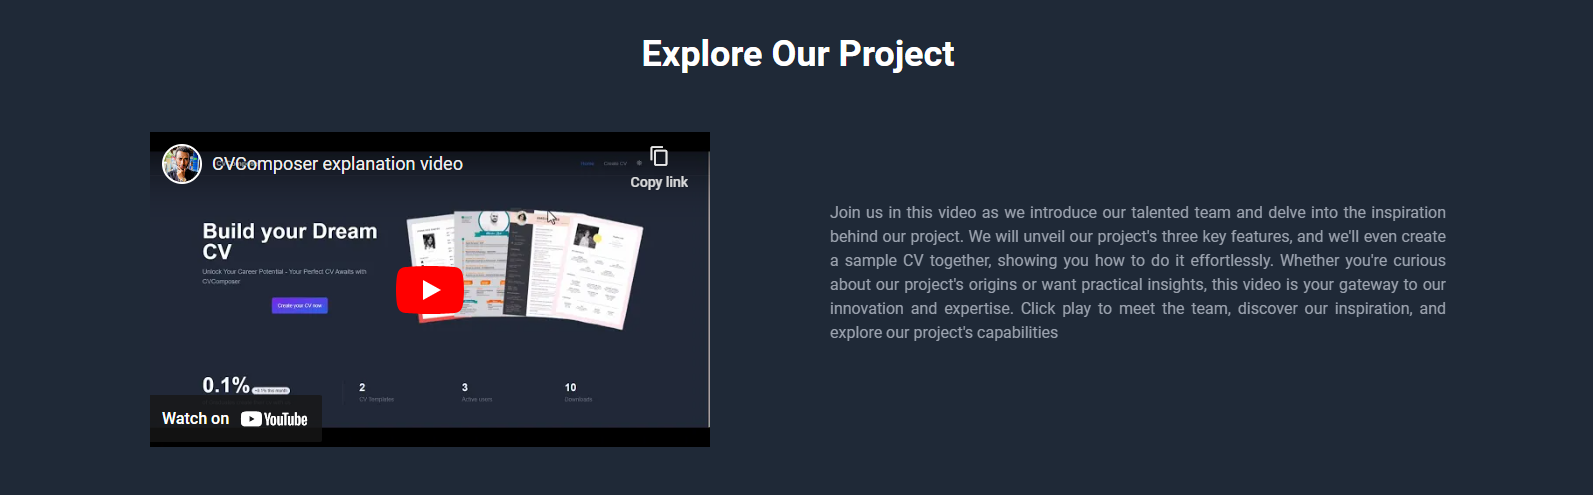 Explore Our Project
CVComposer explanation video
Home
Create CV
Copy link
Build your Dream
CV
Unlock Your Career Potential - Your Perfect CV Awaits with
CVComposer
Create your CV now
0.1%
2
CV Templates
3
Active users
10
Downloads
Watch on YouTube
Join us in this video as we introduce our talented team and delve into the inspiration
behind our project. We will unveil our project's three key features, and we'll even create
a sample CV together, showing you how to do it effortlessly. Whether you're curious
about our project's origins or want practical insights, this video is your gateway to our
innovation and expertise. Click play to meet the team, discover our inspiration, and
explore our project's capabilities